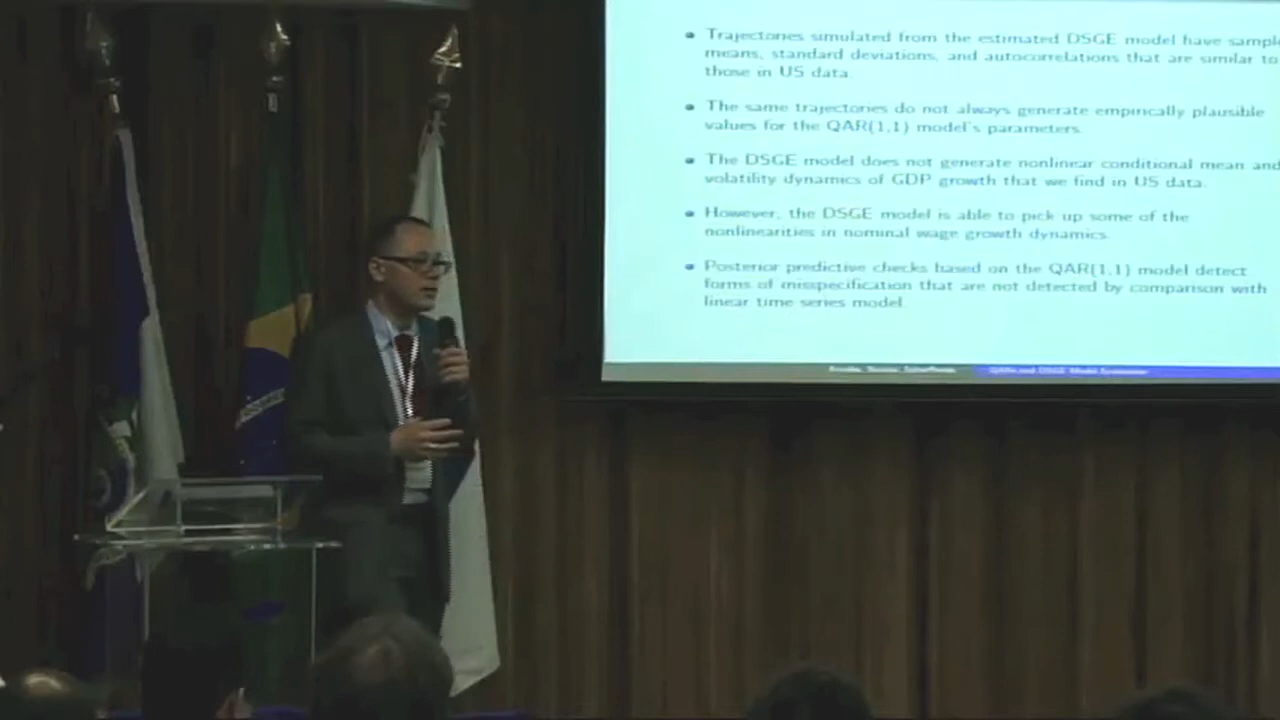 Trajectories simulated from the estimated DSGE model have sample
means, standard deviations, and autocorrelations that are similar to
those in US data.
The same trajectories do not always generate empirically plausible
values for the QAR(1,1) model's parameters.
The DSGE model does not generate nonlinear conditional mean and
volatility dynamics of GDP growth that we find in US data.
However, the DSGE model is able to pick up some of the
nonlinearities in nominal wage growth dynamics.
Posterior predictive checks based on the QAR(1,1) model detect
forms of misspecification that are not detected by comparison with
linear time series model.
QARs and DSGE Model Evaluation